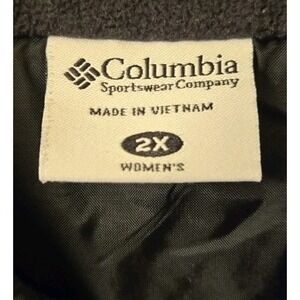 Columbia
Sportswear Company
MADE IN VIETNAM
2X
WOMEN'S